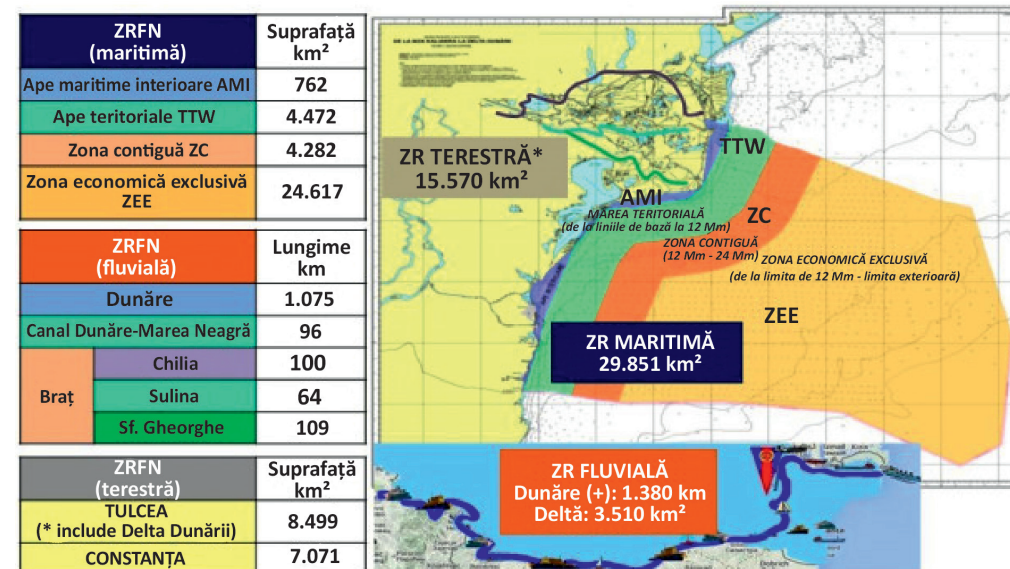 ZRFN
(maritimă)
Suprafață
km²
Ape maritime interioare AMI
762
Ape teritoriale TTW
4.472
Zona contiguă ZC
4.282
Zona economică exclusivă
ZEE
24.617
ZRFN
(fluvială)
Lungime
km
Dunăre
1.075
Canal Dunăre-Marea Neagră
96
Braț
Chilia
100
Sulina
64
Sf. Gheorghe
109
ZRFN
(terestră)
Suprafață
km²
TULCEA
(* include Delta Dunării)
8.499
CONSTANȚA
7.071
ZR TERESTRĂ*
15.570 km²
TTW
AMI
MAREA TERITORIALĂ
(de la liniile de bază la 12 Mm)
ZC
ZONA CONTIGUĂ
(12 Mm - 24 Mm)
ZONA ECONOMICĂ EXCLUSIVĂ
(de la limita de 12 Mm - limita exterioară)
ZEE
ZR MARITIMĂ
29.851 km²
ZR FLUVIALĂ
Dunăre (+): 1.380 km
Deltă: 3.510 km²